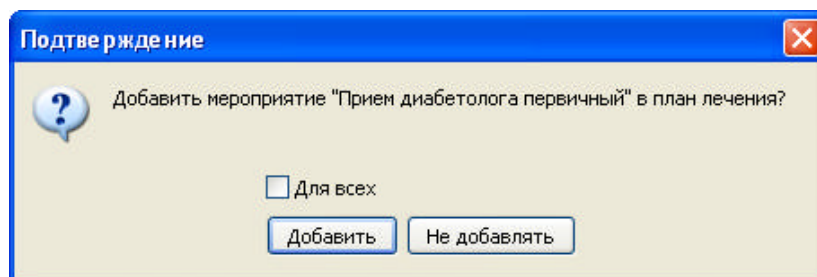 Подтверждение
Добавить мероприятие "Прием диабетолога первичный" в план лечения?
Для всех
Добавить Не добавлять